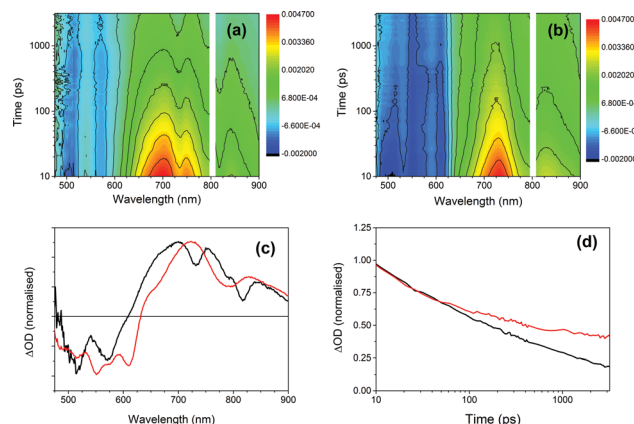 (a)
Time (ps)
1000
100
10
500 600 700 800 900
Wavelength (nm)
0.004700
0.003360
0.002020
6.800E-04
-6.600E-04
-0.002000
(b)
Time (ps)
1000
100
10
500 600 700 800 900
Wavelength (nm)
0.004700
0.003360
0.002020
6.800E-04
-6.600E-04
-0.002000
(c)
ΔOD (normalised)
500 600 700 800 900
Wavelength (nm)
(d)
ΔOD (normalised)
1.25
1.00
0.75
0.50
0.25
0.00
10 100 1000
Time (ps)